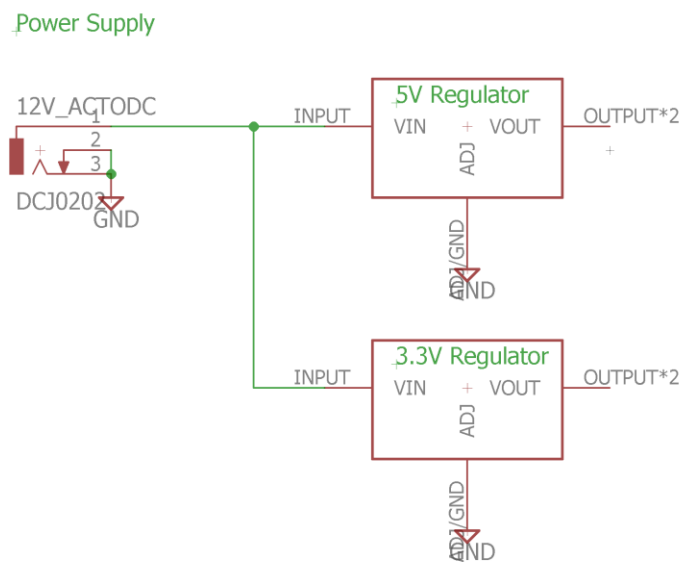 Power Supply
12V_ACTODC
1
2
3
DCJ0202
GND
5V Regulator
INPUT
VIN
VOUT
OUTPUT*2
ADJ
ADJ/GND
GND
3.3V Regulator
INPUT
VIN
VOUT
OUTPUT*2
ADJ
ADJ/GND
GND